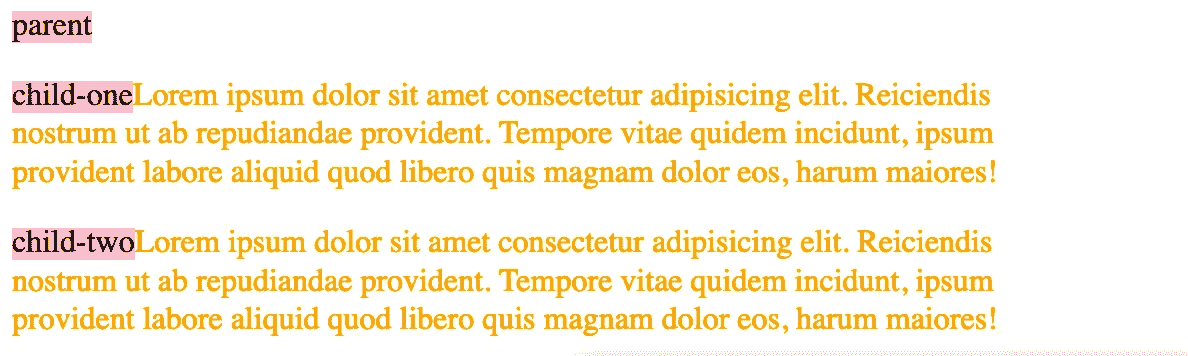 parent
child-oneLorem ipsum dolor sit amet consectetur adipisicing elit. Reiciendis
nostrum ut ab repudiandae provident. Tempore vitae quidem incidunt, ipsum
provident labore aliquid quod libero quis magnam dolor eos, harum maiores!
child-twoLorem ipsum dolor sit amet consectetur adipisicing elit. Reiciendis
nostrum ut ab repudiandae provident. Tempore vitae quidem incidunt, ipsum
provident labore aliquid quod libero quis magnam dolor eos, harum maiores!